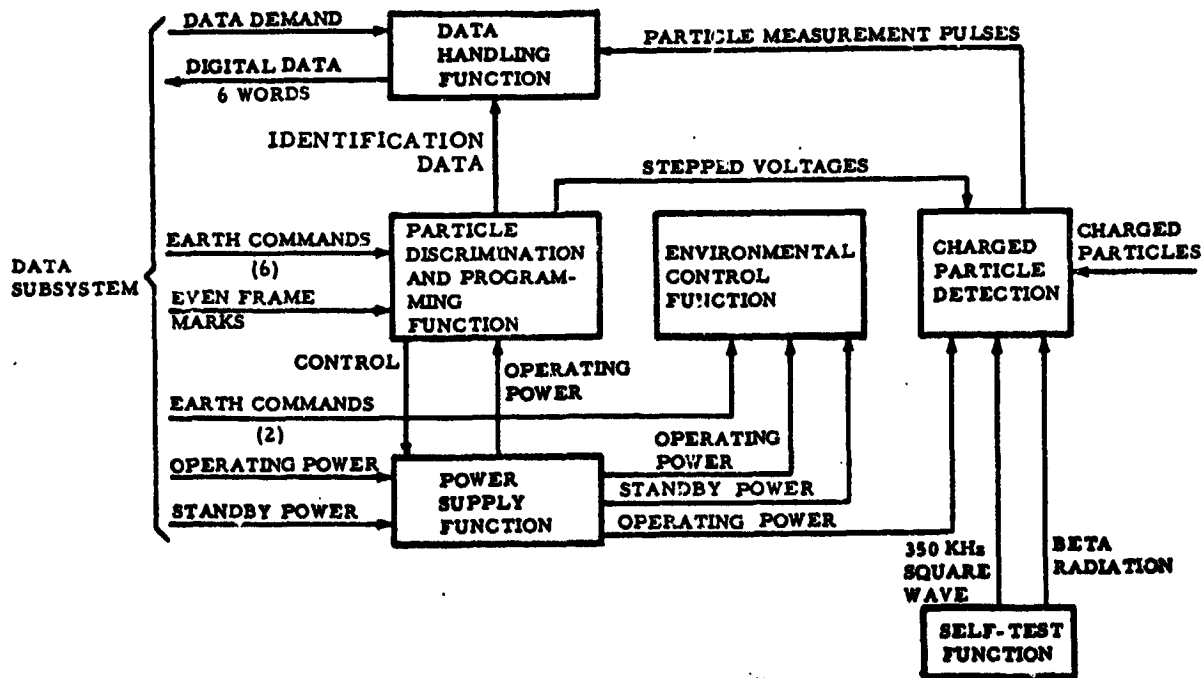 DATA DEMAND
DIGITAL DATA
6 WORDS
DATA
HANDLING
FUNCTION
PARTICLE MEASUREMENT PULSES
IDENTIFICATION
DATA
STEPPED VOLTAGES
DATA
SUBSYSTEM
EARTH COMMANDS
(6)
EVEN FRAME
MARKS
PARTICLE
DISCRIMINATION
AND PROGRAM-
MING
FUNCTION
ENVIRONMENTAL
CONTROL
FUNCTION
CHARGED
PARTICLE
DETECTION
CHARGED
PARTICLES
CONTROL
OPERATING
POWER
EARTH COMMANDS
(2)
OPERATING POWER
STANDBY POWER
POWER
SUPPLY
FUNCTION
OPERATING
POWER
STANDBY POWER
OPERATING POWER
350 KHs
SQUARE
WAVE
BETA
RADIATION
SELF-TEST
FUNCTION